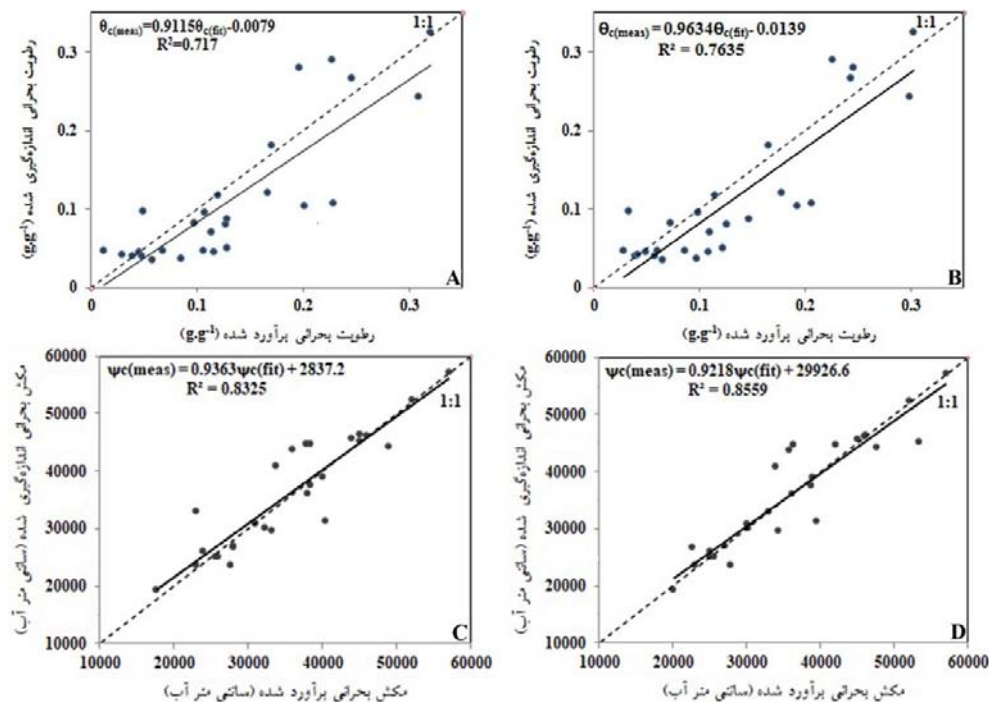 θc(meas)=0.9115θc(fit)-0.0079
R²=0.717
1:1
رطوبت بحرانی اندازه‌گیری شده (g.g⁻¹)
0.3
0.2
0.1
0
0
0.1
0.2
0.3
A
رطوبت بحرانی برآورد شده (g.g⁻¹)
θc(meas)=0.9634θc(fit)-0.0139
R² = 0.7635
1:1
رطوبت بحرانی اندازه‌گیری شده (g.g⁻¹)
0.3
0.2
0.1
0
0
0.1
0.2
0.3
B
رطوبت بحرانی برآورد شده (g.g⁻¹)
ψc(meas) = 0.9363ψc(fit) + 2837.2
R² = 0.8325
1:1
مکش بحرانی اندازه‌گیری شده (سانتی متر آب)
60000
50000
40000
30000
20000
10000
10000
20000
30000
40000
50000
60000
C
مکش بحرانی برآورد شده (سانتی متر آب)
ψc(meas) = 0.9218ψc(fit) + 29926.6
R² = 0.8559
1:1
مکش بحرانی اندازه‌گیری شده (سانتی متر آب)
60000
50000
40000
30000
20000
10000
10000
20000
30000
40000
50000
60000
D
مکش بحرانی برآورد شده (سانتی متر آب)